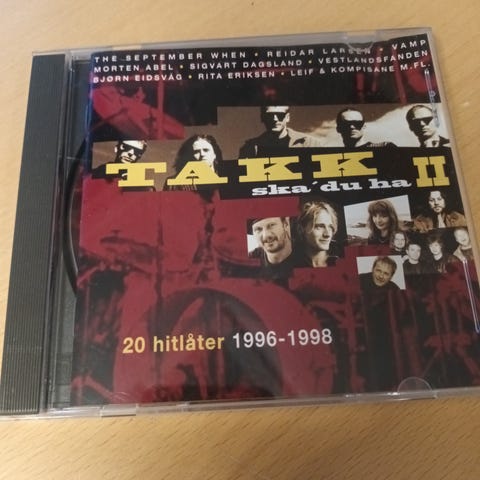 THE SEPTEMBER WHEN • REIDAR LARSEN • VAMP
MORTEN ABEL • SIGVART DAGSLAND • VESTLANDSFANDEN
BJØRN EIDSVÅG • RITA ERIKSEN • LEIF & KOMPISANE M.FL.
TAKK II
ska'du ha
20 hitlåter 1996-1998